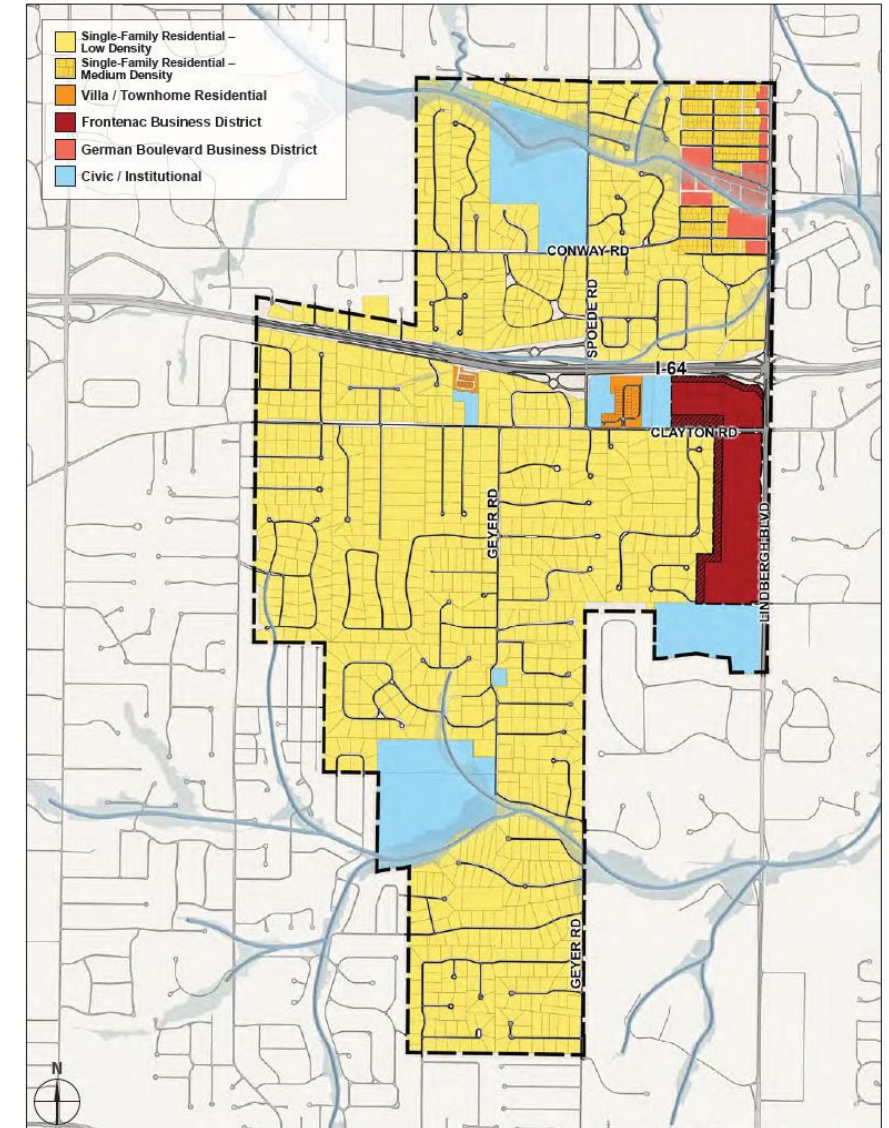 Single-Family Residential –
Low Density
Single-Family Residential –
Medium Density
Villa / Townhome Residential
Frontenac Business District
German Boulevard Business District
Civic / Institutional
CONWAY RD
SPOEDE RD
I-64
CLAYTON RD
GEYER RD
LINDBERGH BLVD
GEYER RD
N